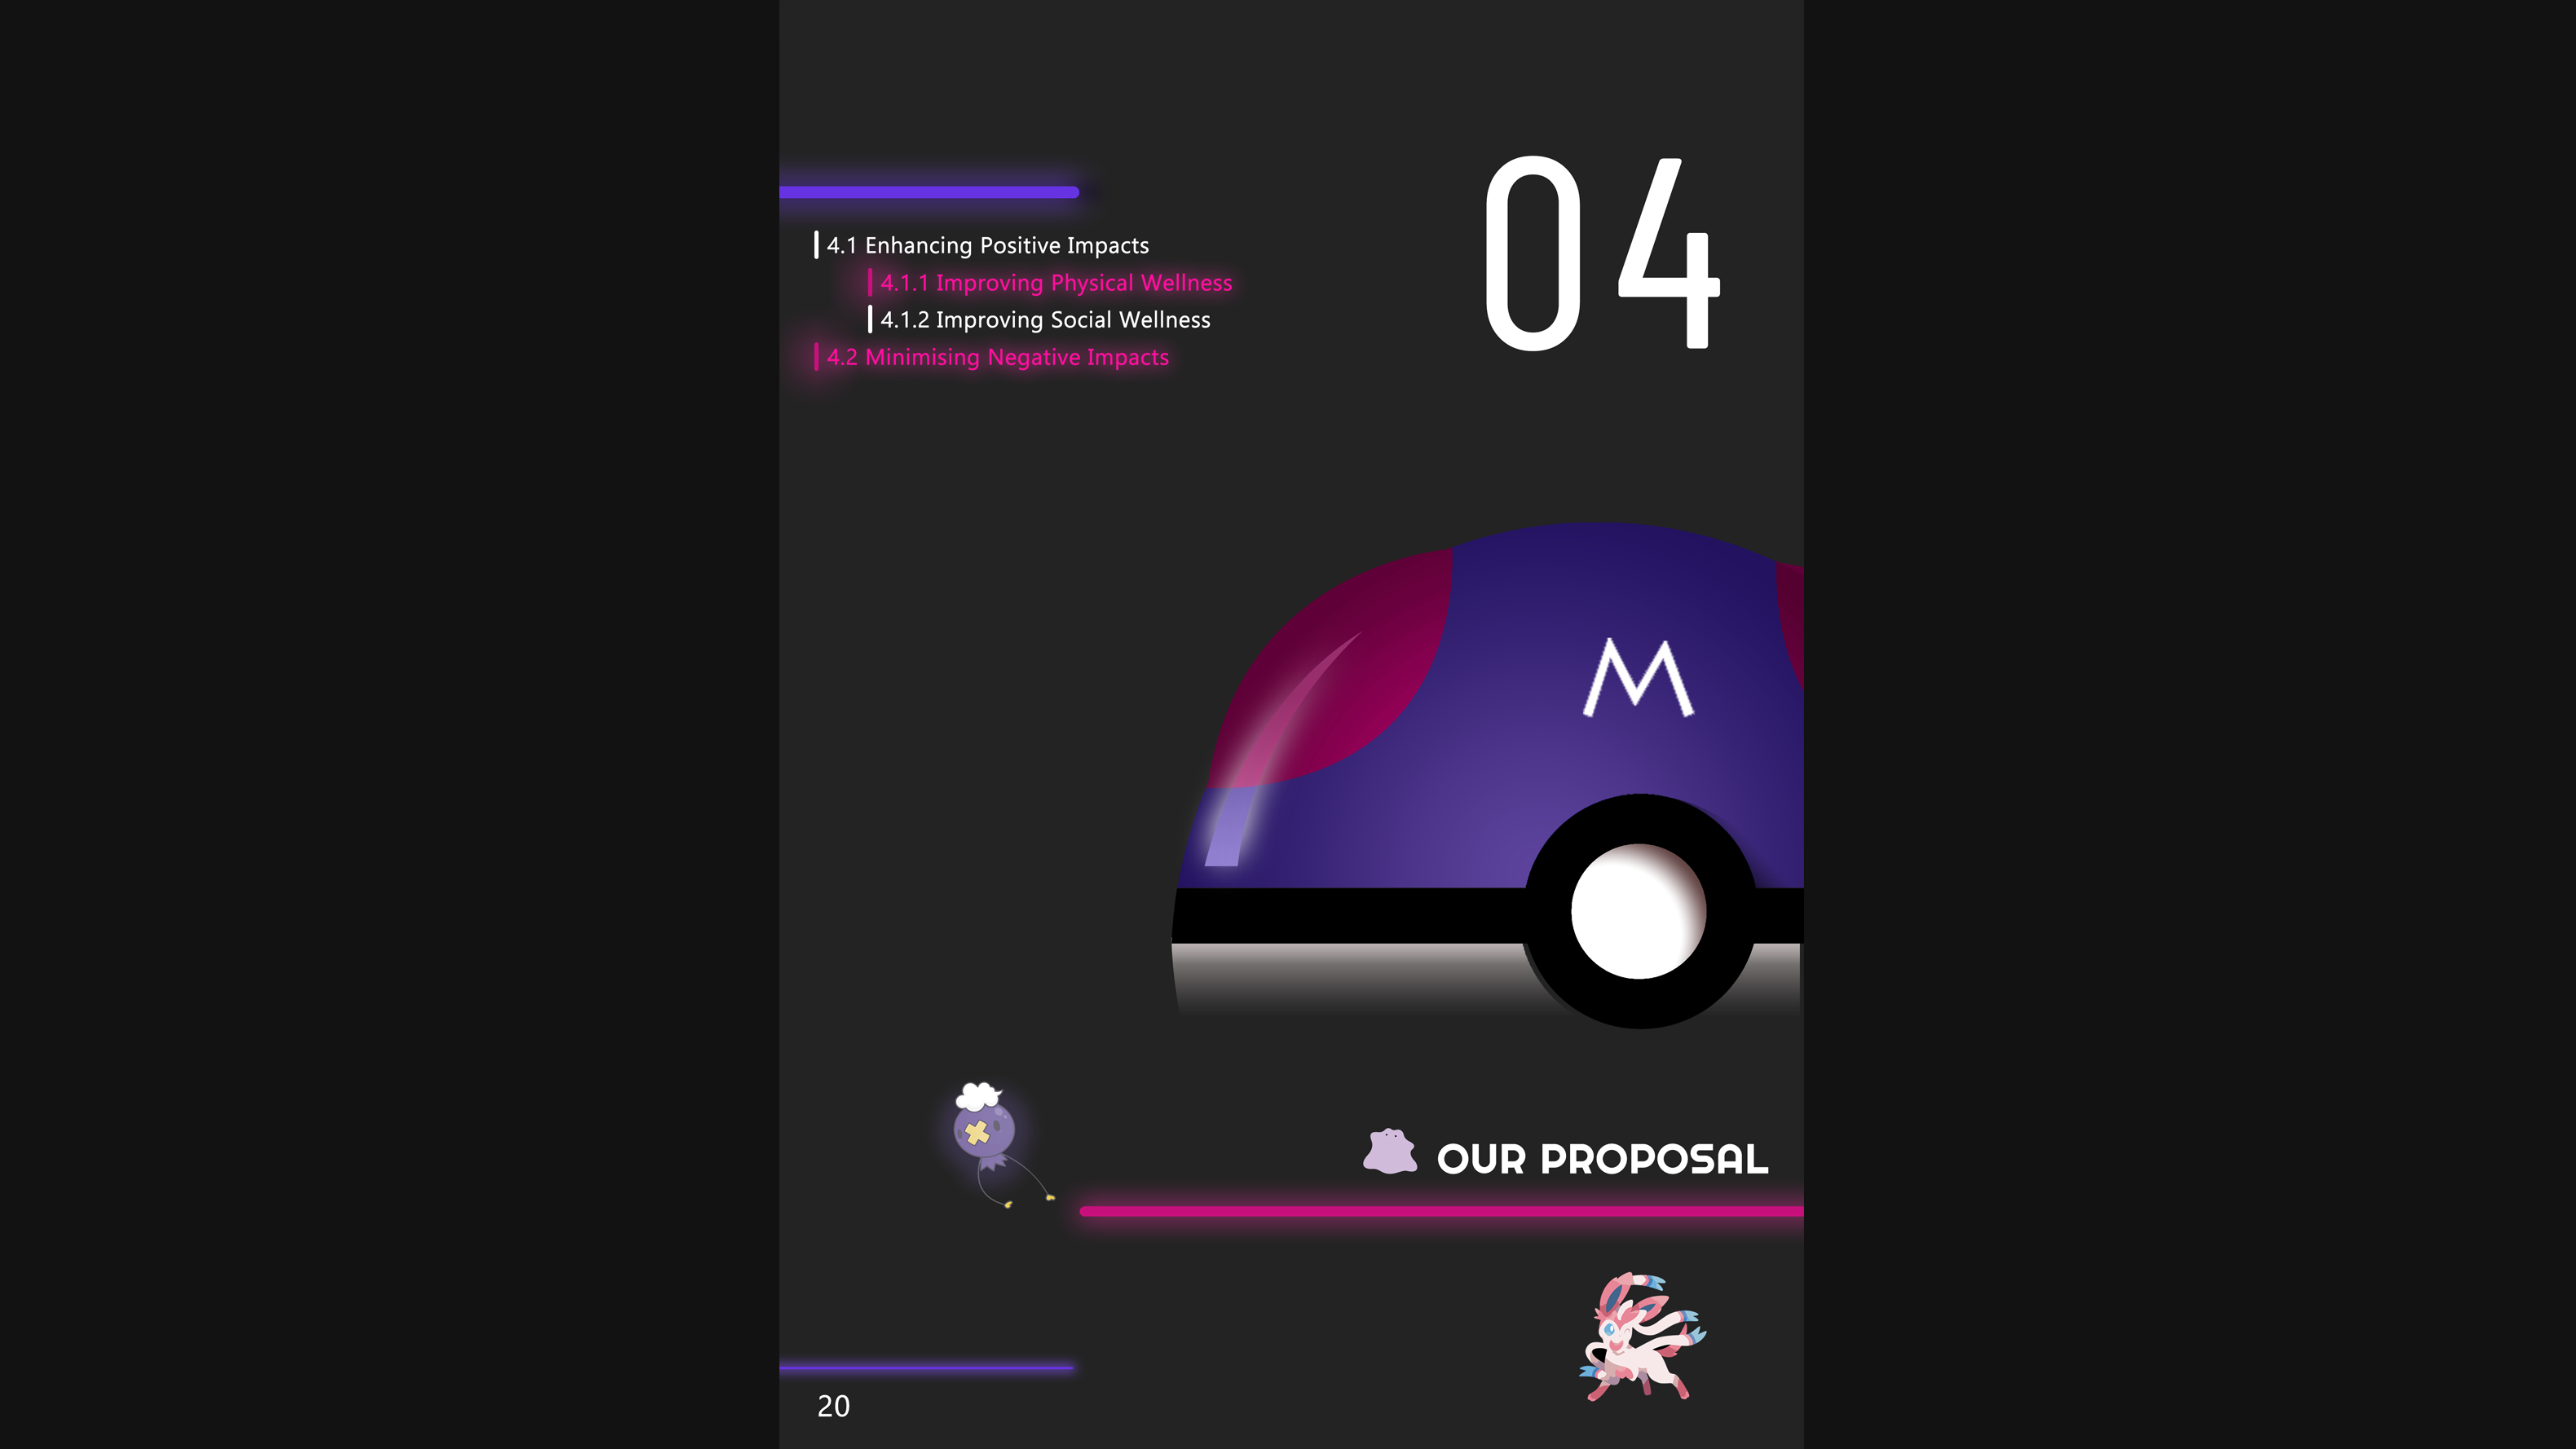 04
4.1 Enhancing Positive Impacts
4.1.1 Improving Physical Wellness
4.1.2 Improving Social Wellness
4.2 Minimising Negative Impacts
M
OUR PROPOSAL
20